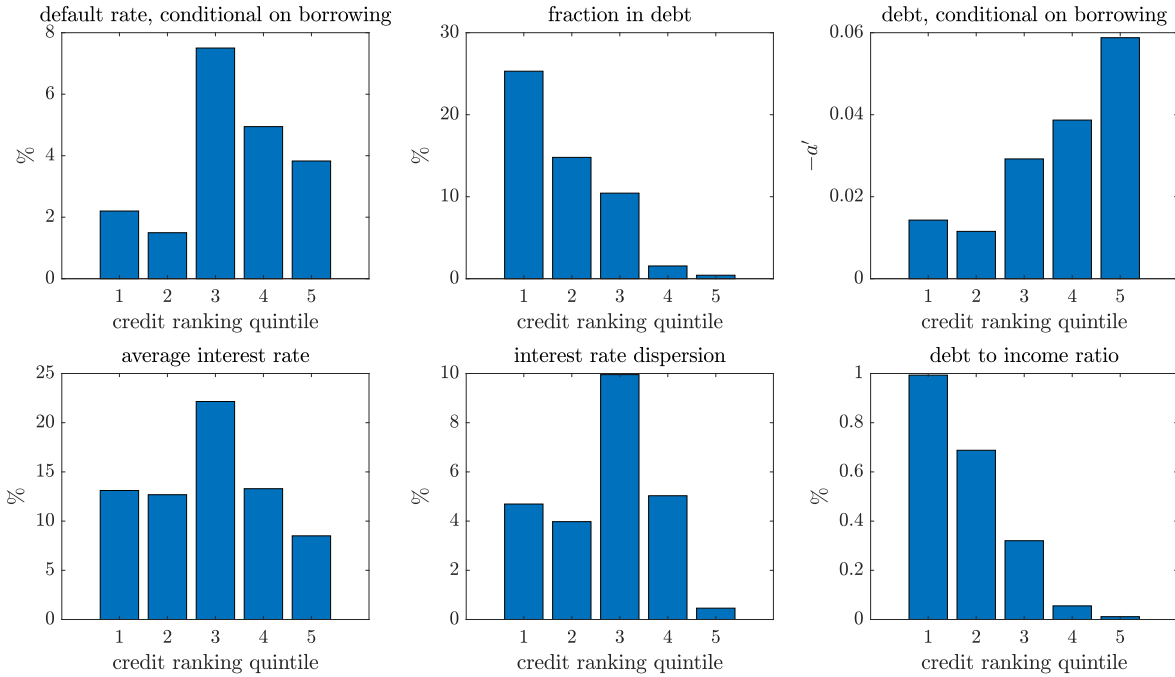 default rate, conditional on borrowing
8
6
4
2
0
%
1 2 3 4 5
credit ranking quintile
fraction in debt
30
20
10
0
%
1 2 3 4 5
credit ranking quintile
debt, conditional on borrowing
0.06
0.04
0.02
0
−a′
1 2 3 4 5
credit ranking quintile
average interest rate
25
20
15
10
5
0
%
1 2 3 4 5
credit ranking quintile
interest rate dispersion
10
8
6
4
2
0
%
1 2 3 4 5
credit ranking quintile
debt to income ratio
1
0.8
0.6
0.4
0.2
0
%
1 2 3 4 5
credit ranking quintile